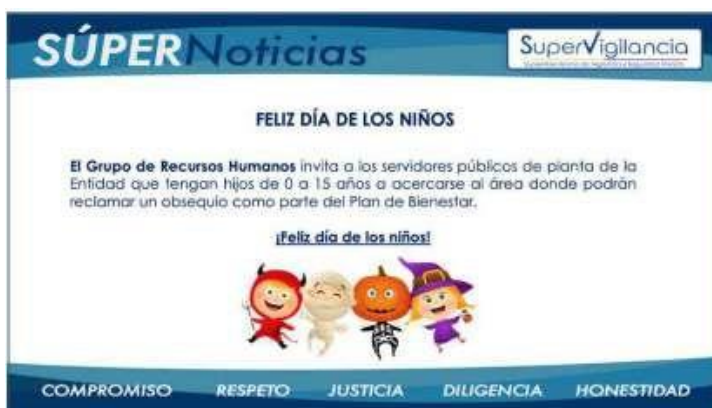 SÚPERNoticias
SuperVigilancia
FELIZ DÍA DE LOS NIÑOS
El Grupo de Recursos Humanos invita a los servidores públicos de planta de la
Entidad que tengan hijos de 0 a 15 años a acercarse al área donde podrán
reclamar un obsequio como parte del Plan de Bienestar.
¡Feliz día de los niños!
COMPROMISO RESPETO JUSTICIA DILIGENCIA HONESTIDAD